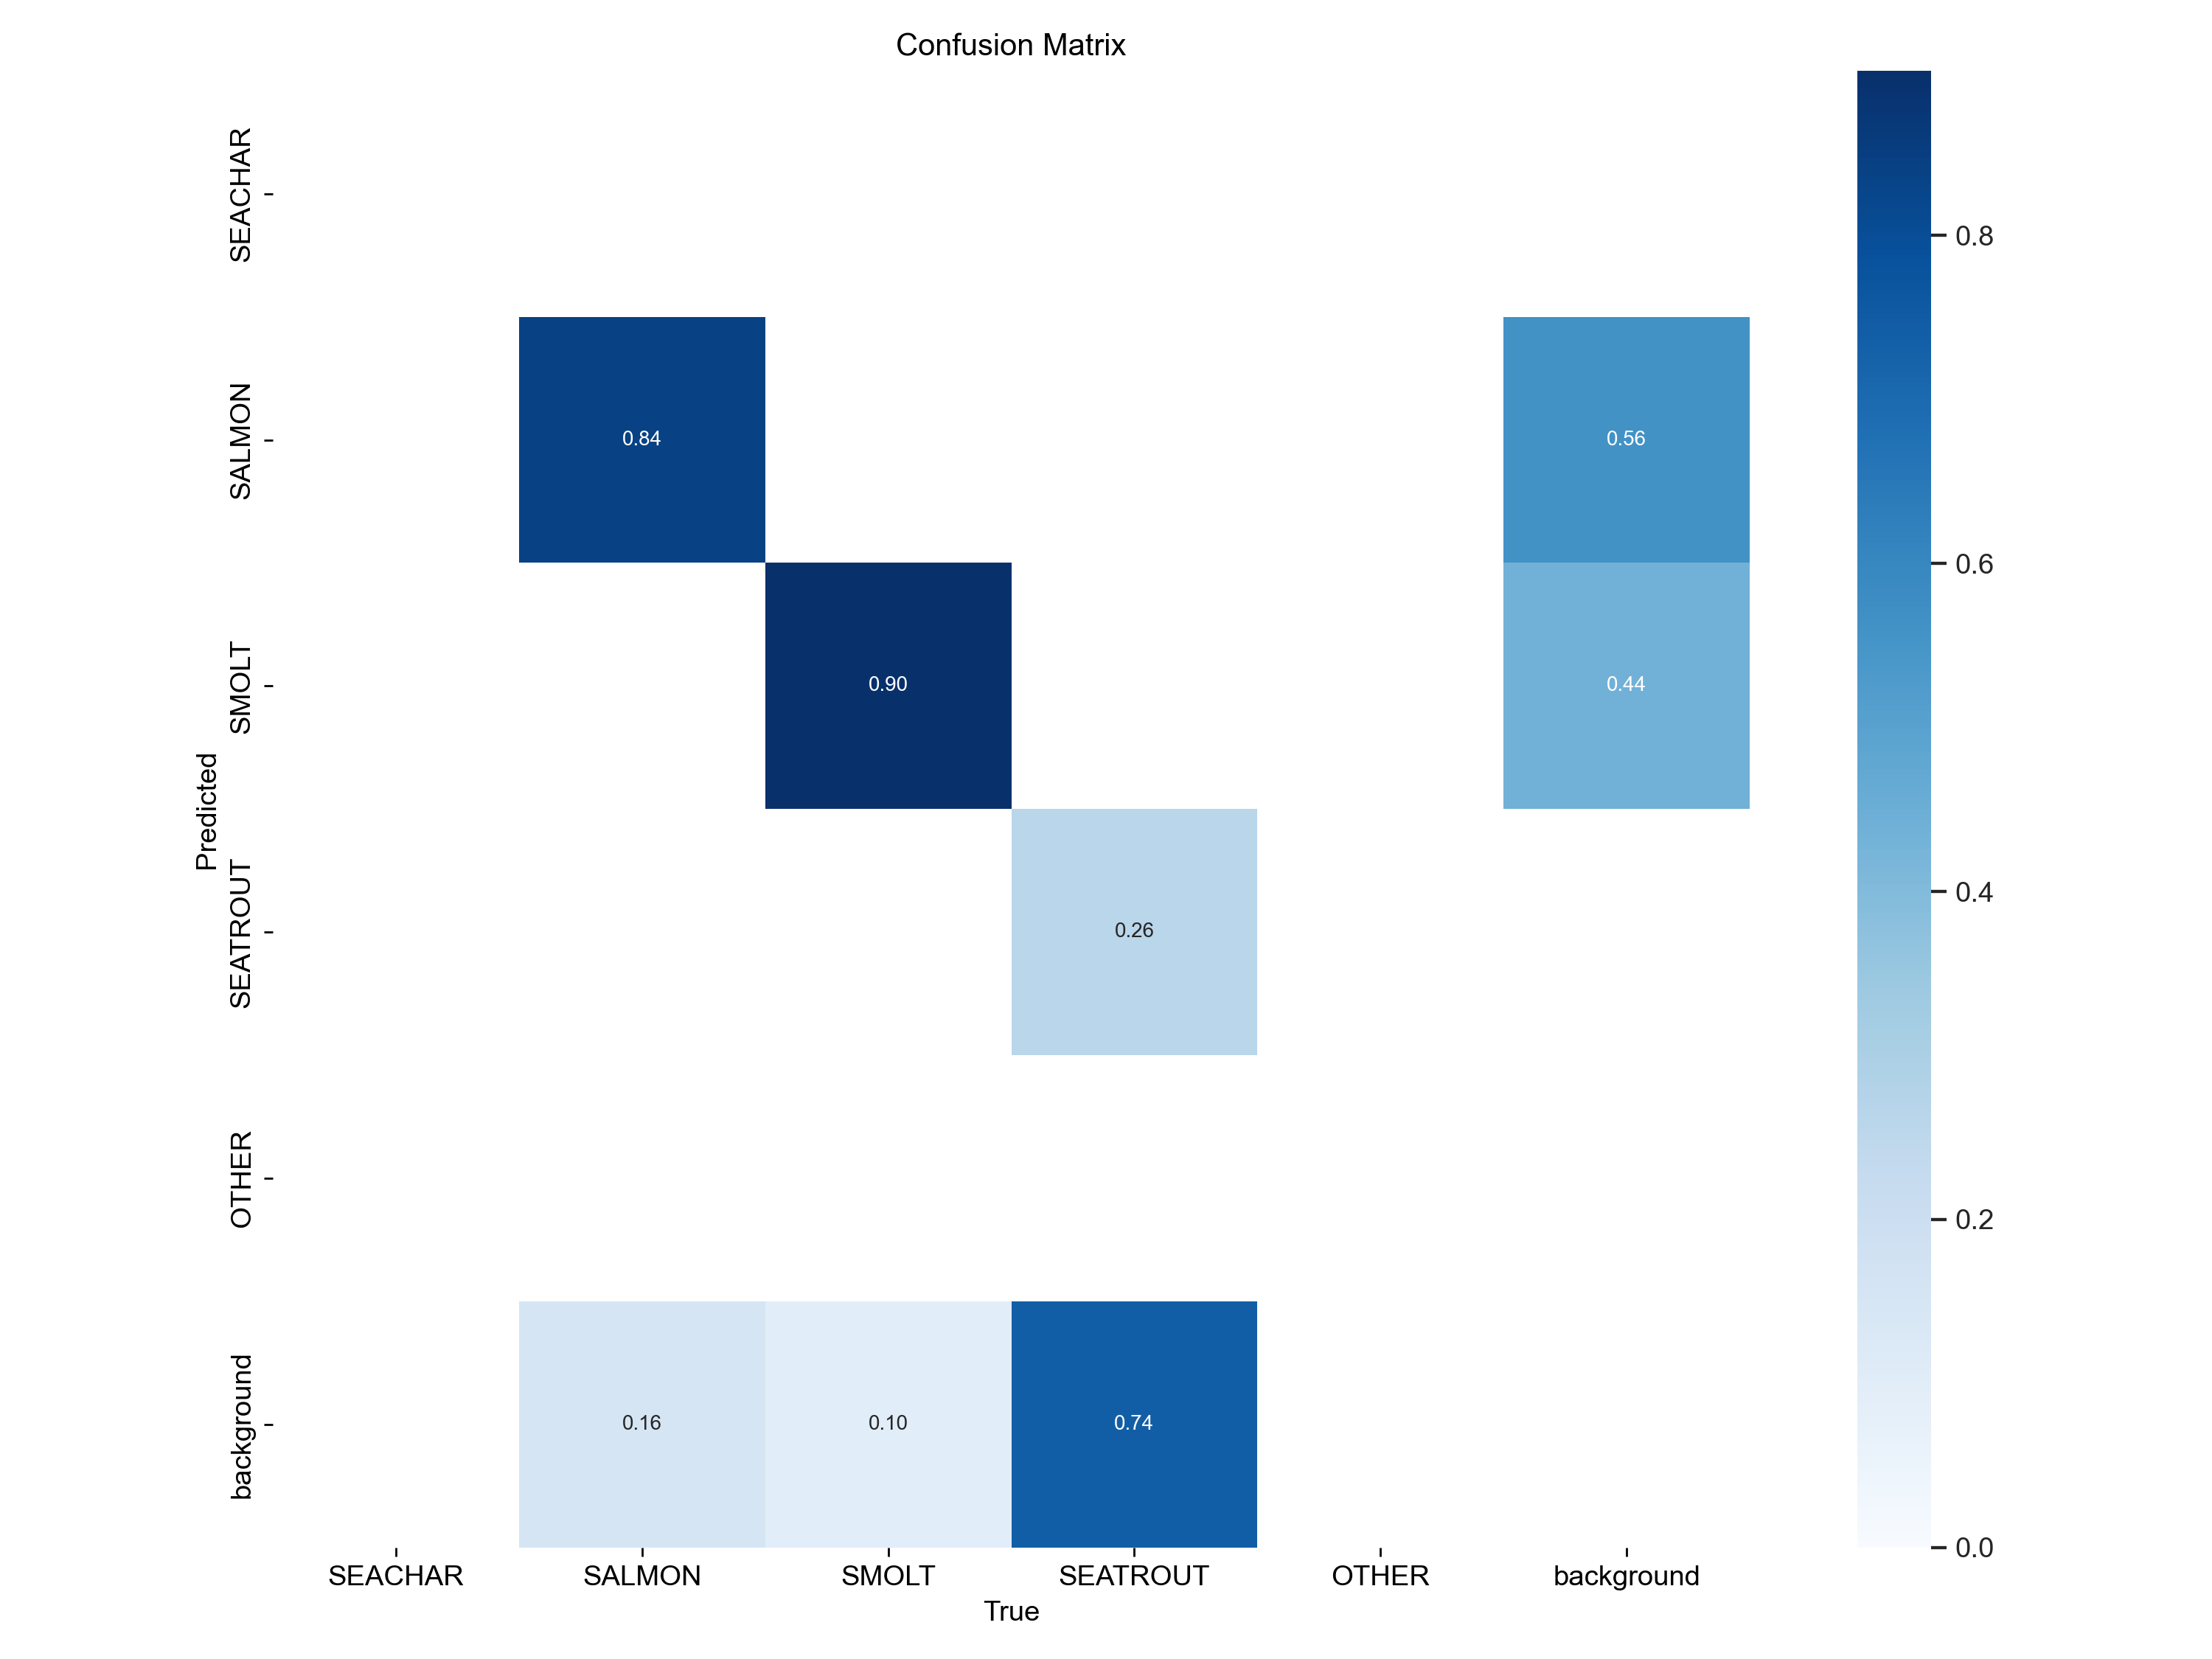 Confusion Matrix
SEACHAR
SALMON
SMOLT
SEATROUT
OTHER
background
Predicted
0.84
0.56
0.90
0.44
0.26
0.16
0.10
0.74
SEACHAR
SALMON
SMOLT
SEATROUT
OTHER
background
True
0.8
0.6
0.4
0.2
0.0